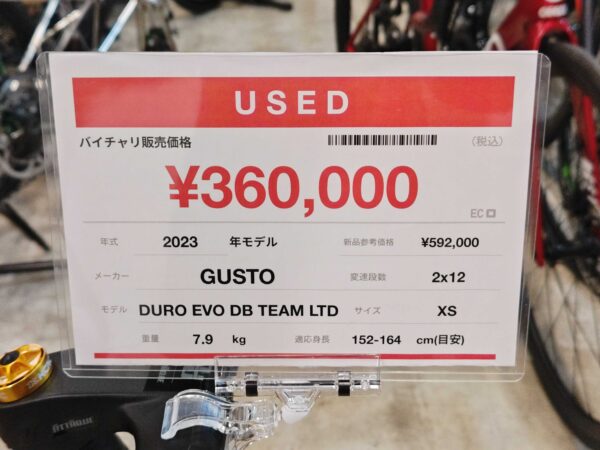 USED
バイチャリ販売価格
(税込)
¥360,000
EC
年式 2023 年モデル 新品参考価格 ¥592,000
メーカー GUSTO 変速段数 2x12
モデル DURO EVO DB TEAM LTD サイズ XS
重量 7.9 kg 適応身長 152-164 cm(目安)
ATTAQUE